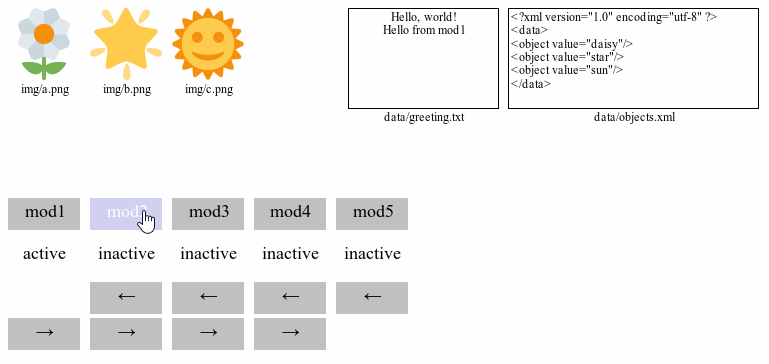 img/a.png
img/b.png
img/c.png
Hello, world!
Hello from mod1
data/greeting.txt
<?xml version="1.0" encoding="utf-8" ?>
<data>
<object value="daisy"/>
<object value="star"/>
<object value="sun"/>
</data>
data/objects.xml
mod1 mod2 mod3 mod4 mod5
active inactive inactive inactive inactive
← ← ← ←
→ → → →